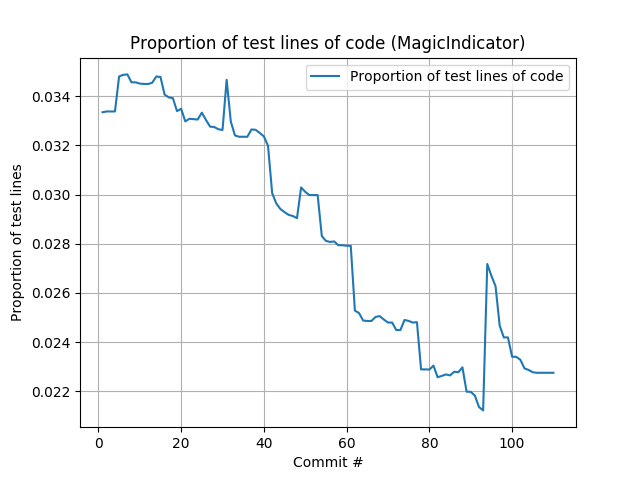 Proportion of test lines of code (MagicIndicator)
Proportion of test lines of code
0.034
0.032
0.030
0.028
0.026
0.024
0.022
Proportion of test lines
0 20 40 60 80 100
Commit #